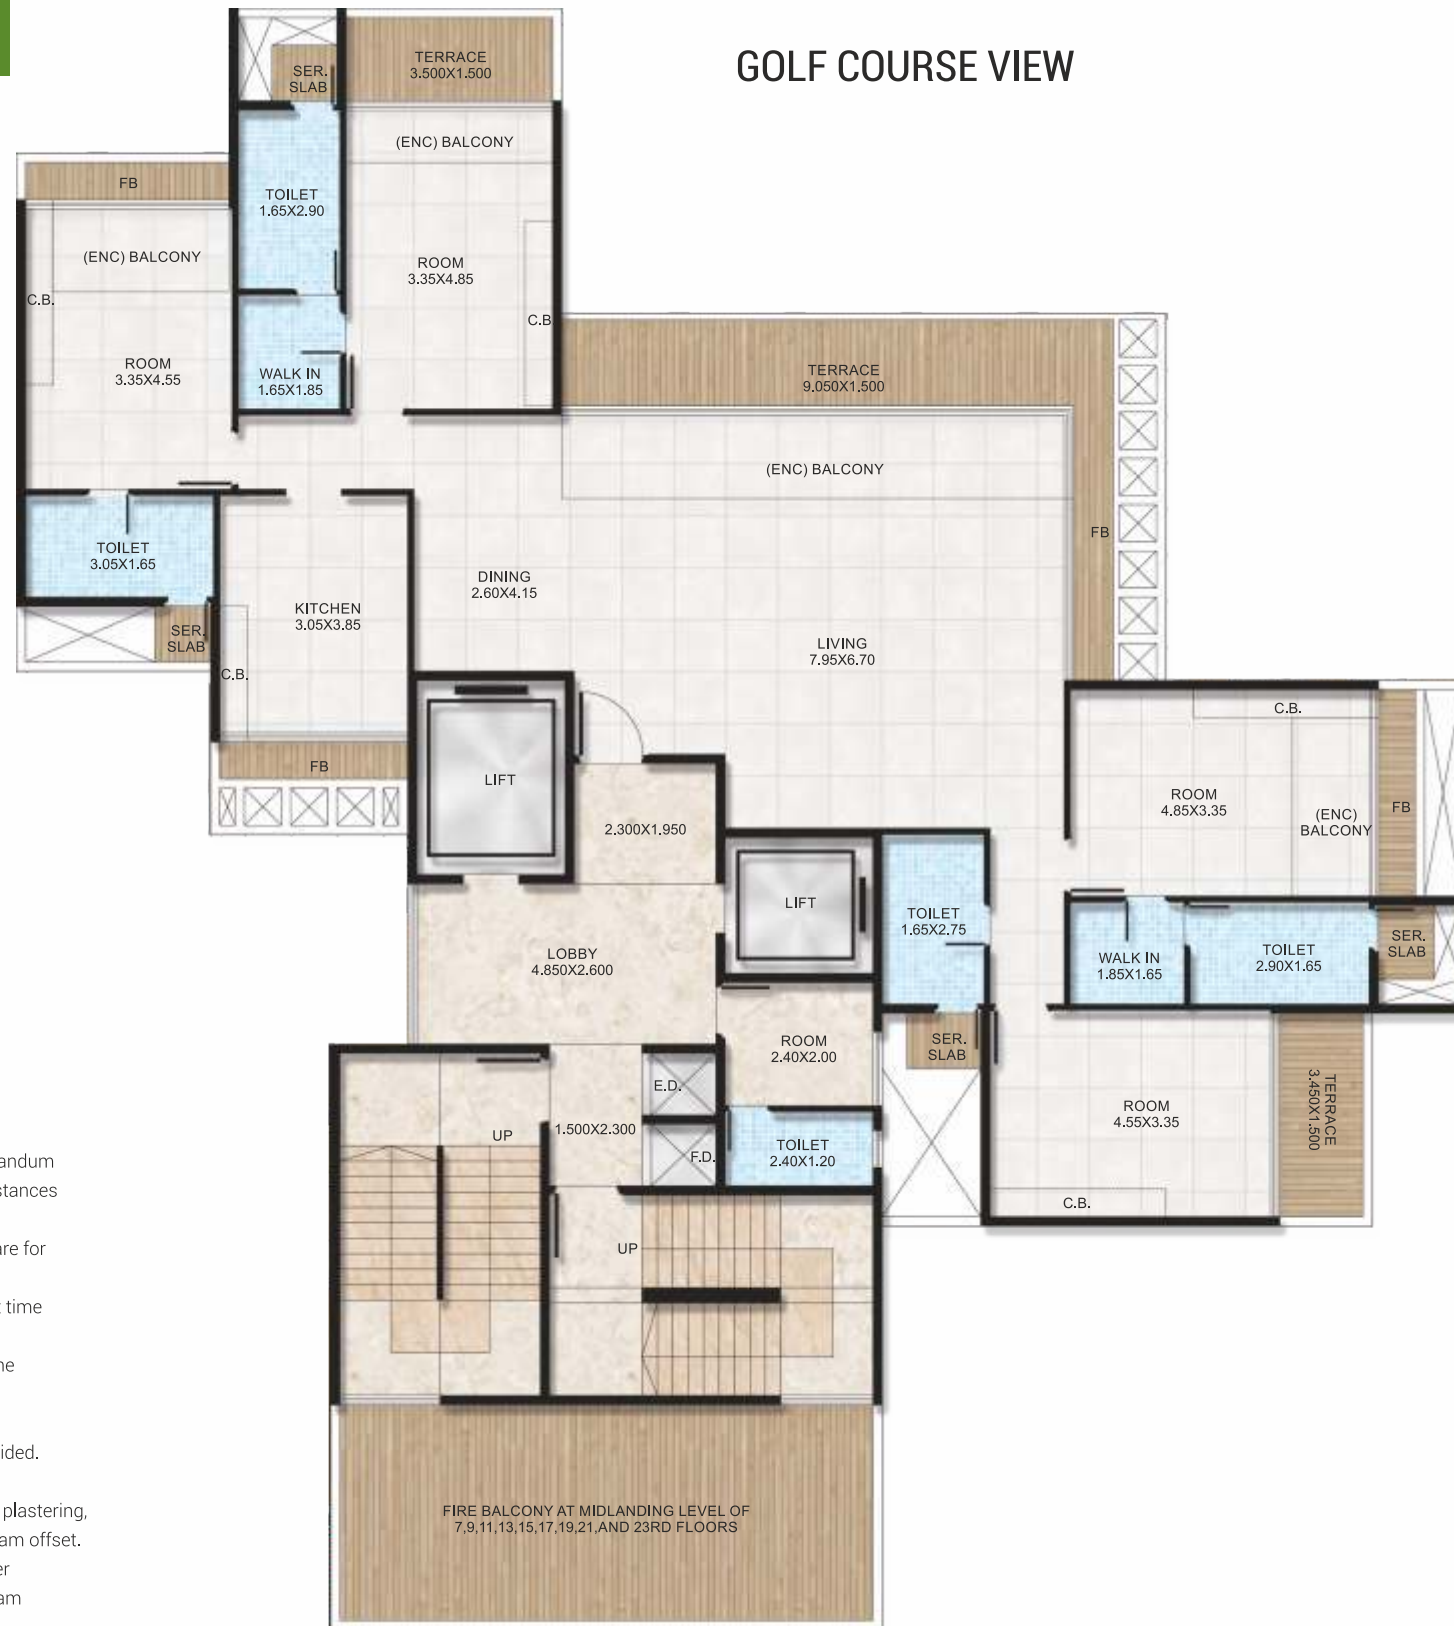 GOLF COURSE VIEW
TERRACE
3.500X1.500
SER.
SLAB
(ENC) BALCONY
FB
TOILET
1.65X2.90
(ENC) BALCONY
ROOM
3.35X4.85
C.B.
C.B.
ROOM
3.35X4.55
WALK IN
1.65X1.85
TERRACE
9.050X1.500
(ENC) BALCONY
FB
TOILET
3.05X1.65
DINING
2.60X4.15
KITCHEN
3.05X3.85
SER.
SLAB
LIVING
7.95X6.70
C.B.
C.B.
FB
LIFT
ROOM
4.85X3.35
(ENC)
BALCONY
FB
2.300X1.950
LIFT
TOILET
1.65X2.75
LOBBY
4.850X2.600
WALK IN
1.85X1.65
TOILET
2.90X1.65
SER.
SLAB
ROOM
2.40X2.00
SER.
SLAB
E.D.
ROOM
4.55X3.35
TERRACE
3.450X1.500
UP
1.500X2.300
F.D.
TOILET
2.40X1.20
C.B.
UP
andum
stances
are for
t time
ne
ided.
plastering,
am offset.
er
am
FIRE BALCONY AT MIDLANDING LEVEL OF
7,9,11,13,15,17,19,21,AND 23RD FLOORS